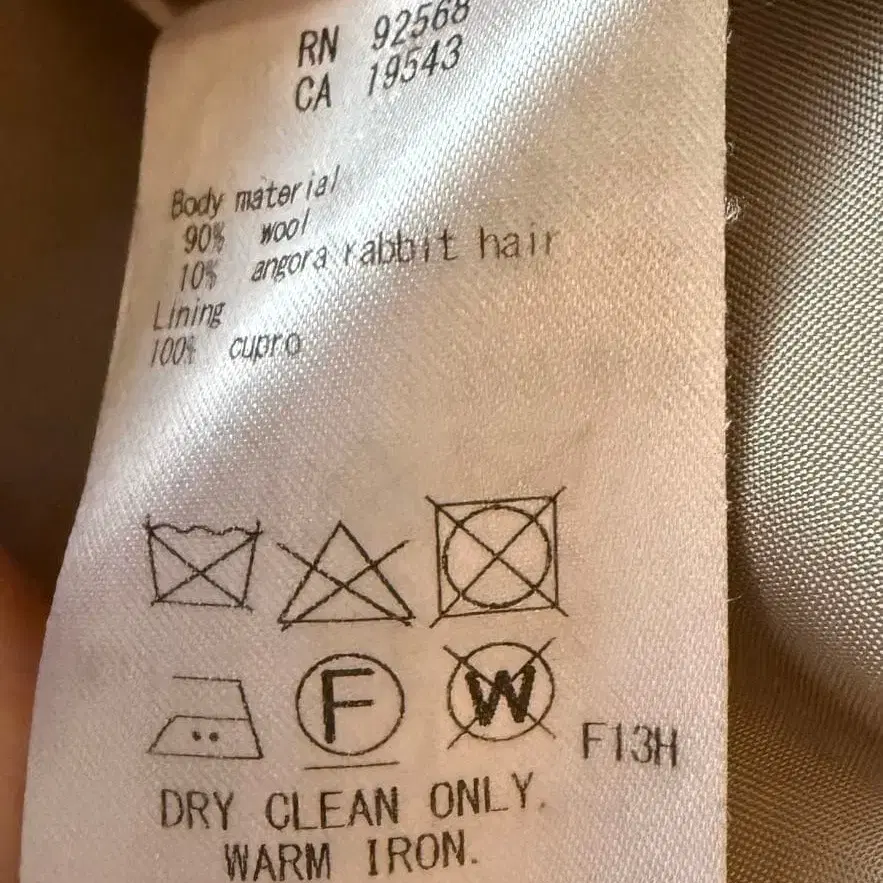 RN 92568
CA 19543
Body material
90% wool
10% angora rabbit hair
Lining
100% cupro
F W F13H
DRY CLEAN ONLY.
WARM IRON.